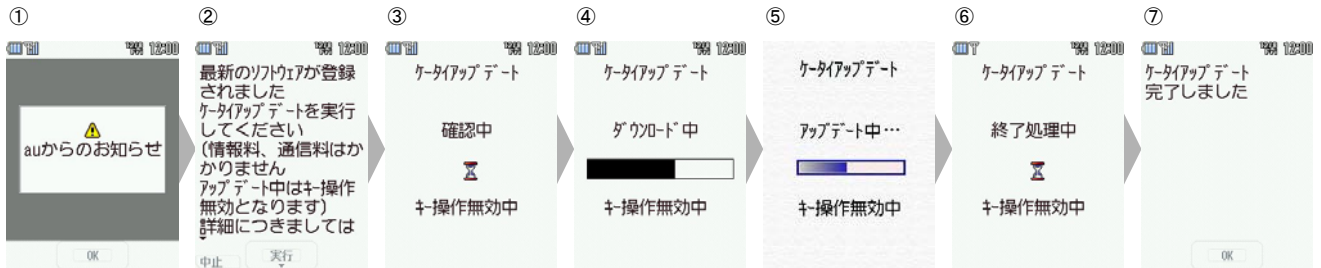 ①
12:00
auからのお知らせ
OK
②
12:00
最新のｿﾌﾄｳｪｱが登録
されました
ｹｰﾀｲｱｯﾌﾟﾃﾞｰﾄを実行
してください
(情報料、通信料はか
かりません
ｱｯﾌﾟﾃﾞｰﾄ中はｷｰ操作
無効となります)
詳細につきましては
中止
実行
③
12:00
ｹｰﾀｲｱｯﾌﾟﾃﾞｰﾄ
確認中
ｷｰ操作無効中
④
12:00
ｹｰﾀｲｱｯﾌﾟﾃﾞｰﾄ
ﾀﾞｳﾝﾛｰﾄﾞ中
ｷｰ操作無効中
⑤
ｹｰﾀｲｱｯﾌﾟﾃﾞｰﾄ
ｱｯﾌﾟﾃﾞｰﾄ中…
ｷｰ操作無効中
⑥
12:00
ｹｰﾀｲｱｯﾌﾟﾃﾞｰﾄ
終了処理中
ｷｰ操作無効中
⑦
12:00
ｹｰﾀｲｱｯﾌﾟﾃﾞｰﾄ
完了しました
OK